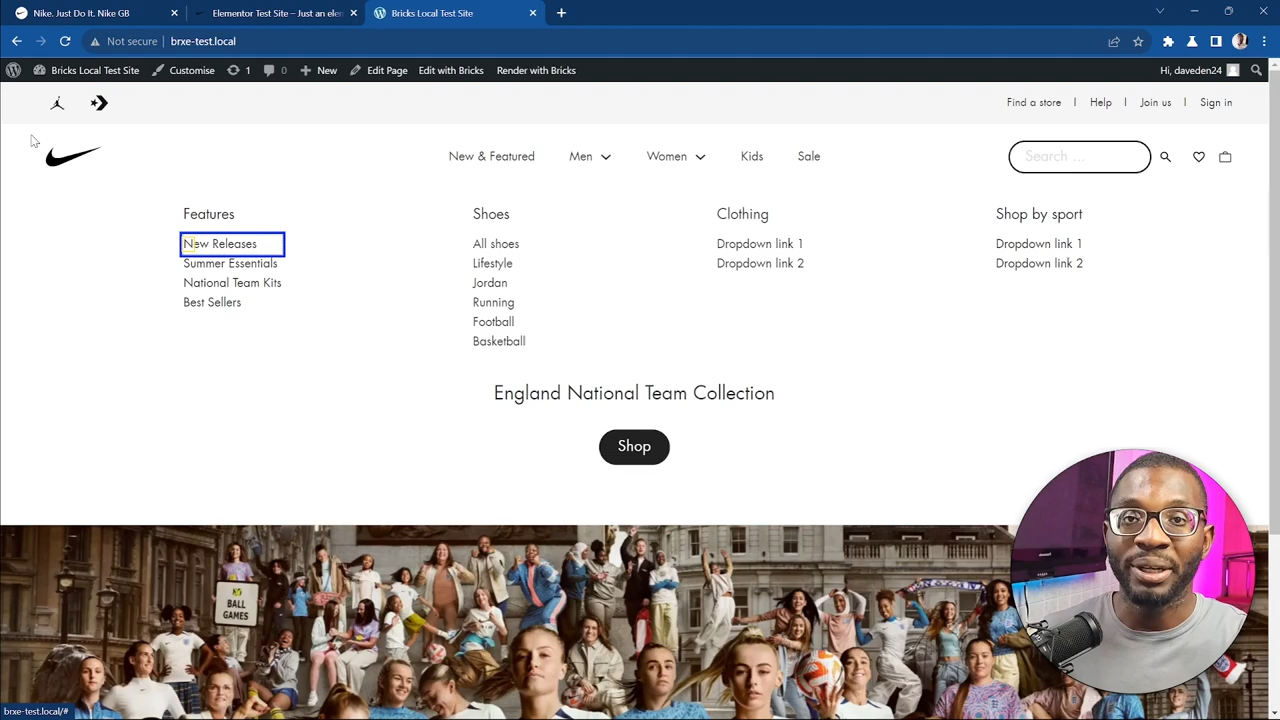 Nike. Just Do It. Nike GB
Elementor Test Site – Just an elem
Bricks Local Test Site
Not secure
brxe-test.local
Bricks Local Test Site
Customise
1
0
New
Edit Page
Edit with Bricks
Render with Bricks
Hi, daveden24
Find a store
Help
Join us
Sign in
New & Featured
Men
Women
Kids
Sale
Search ...
Features
Shoes
Clothing
Shop by sport
New Releases
All shoes
Dropdown link 1
Dropdown link 1
Summer Essentials
Lifestyle
Dropdown link 2
Dropdown link 2
National Team Kits
Jordan
Best Sellers
Running
Football
Basketball
England National Team Collection
Shop
BALL
GAMES
brxe-test.local/#